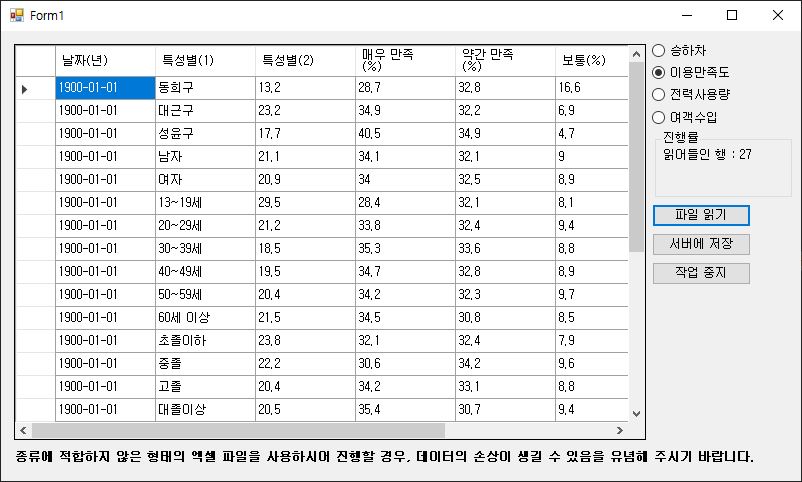 Form1
날짜(년) 특성별(1) 특성별(2) 매우 만족 (%) 약간 만족 (%) 보통(%)
1900-01-01 동희구 13,2 28,7 32,8 16,6
1900-01-01 대근구 23,2 34,9 32,2 6,9
1900-01-01 성윤구 17,7 40,5 34,9 4,7
1900-01-01 남자 21,1 34,1 32,1 9
1900-01-01 여자 20,9 34 32,5 8,9
1900-01-01 13~19세 29,5 28,4 32,1 8,1
1900-01-01 20~29세 21,2 33,8 32,4 9,4
1900-01-01 30~39세 18,5 35,3 33,6 8,8
1900-01-01 40~49세 19,5 34,7 32,8 8,9
1900-01-01 50~59세 20,4 34,2 32,3 9,7
1900-01-01 60세 이상 21,5 34,5 30,8 8,5
1900-01-01 초졸이하 23,8 32,1 32,4 7,9
1900-01-01 중졸 22,2 30,6 34,2 9,6
1900-01-01 고졸 20,4 34,2 33,1 8,8
1900-01-01 대졸이상 20,5 35,4 30,7 9,4
승하차
이용만족도
전력사용량
여객수입
진행률
읽어들인 행 : 27
파일 읽기
서버에 저장
작업 중지
종류에 적합하지 않은 형태의 엑셀 파일을 사용하시어 진행할 경우, 데이터의 손상이 생길 수 있음을 유념해 주시기 바랍니다.